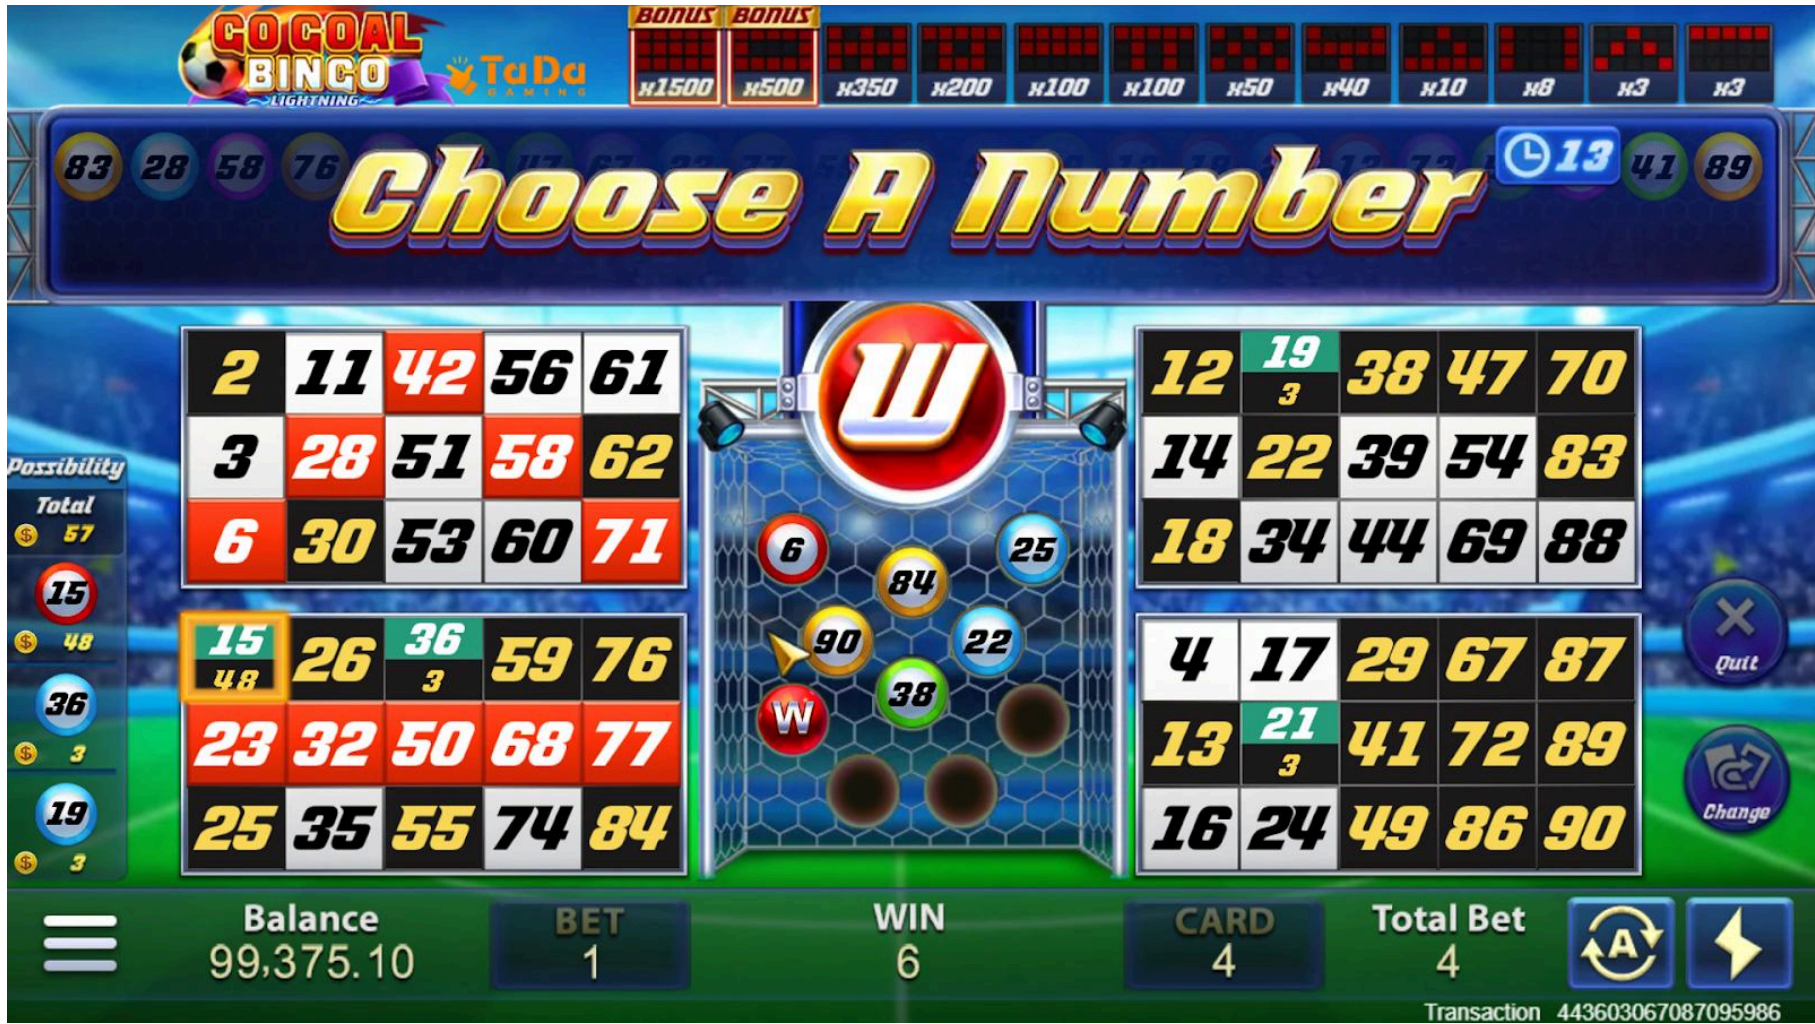 GO GOAL
BINGO
LIGHTNING
TaDa
GAMING
BONUS BONUS
x1500 x500 x350 x200 x100 x100 x50 x40 x10 x8 x3 x3
83 28 58 76 41 89
Choose A Number
13
W
2 11 42 56 61
3 28 51 58 62
6 30 53 60 71
12 19 38 47 70
3
14 22 39 54 83
18 34 44 69 88
Possibility
Total
57
15
48
36
3
19
3
6 25
84
90 22
W 38
15 26 36 59 76
48 3
23 32 50 68 77
25 35 55 74 84
4 17 29 67 87
13 21 41 72 89
3
16 24 49 86 90
Quit
Change
Balance
99,375.10
BET
1
WIN
6
CARD
4
Total Bet
4
A
Transaction 4436030670870959​86